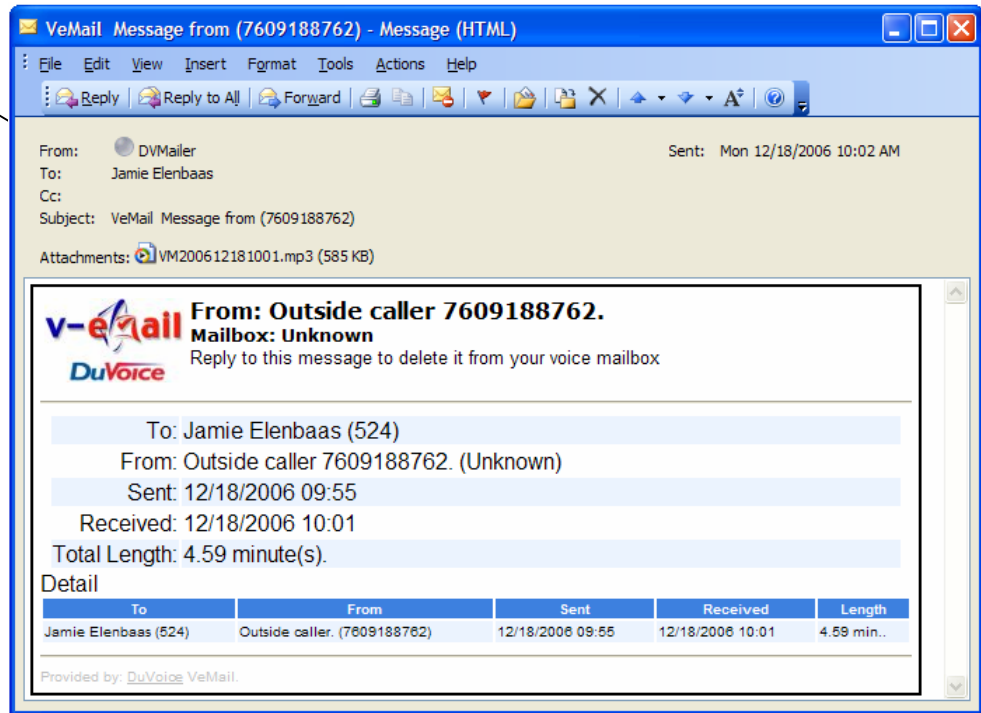 VeMail Message from (7609188762) - Message (HTML)
File Edit View Insert Format Tools Actions Help
Reply Reply to All Forward
From: DVMailer Sent: Mon 12/18/2006 10:02 AM
To: Jamie Elenbaas
Cc:
Subject: VeMail Message from (7609188762)
Attachments: VM200612181001.mp3 (585 KB)
v-email
DuVoice
From: Outside caller 7609188762.
Mailbox: Unknown
Reply to this message to delete it from your voice mailbox
To: Jamie Elenbaas (524)
From: Outside caller 7609188762. (Unknown)
Sent: 12/18/2006 09:55
Received: 12/18/2006 10:01
Total Length: 4.59 minute(s).
Detail
To From Sent Received Length
Jamie Elenbaas (524) Outside caller. (7609188762) 12/18/2006 09:55 12/18/2006 10:01 4.59 min..
Provided by: DuVoice VeMail.